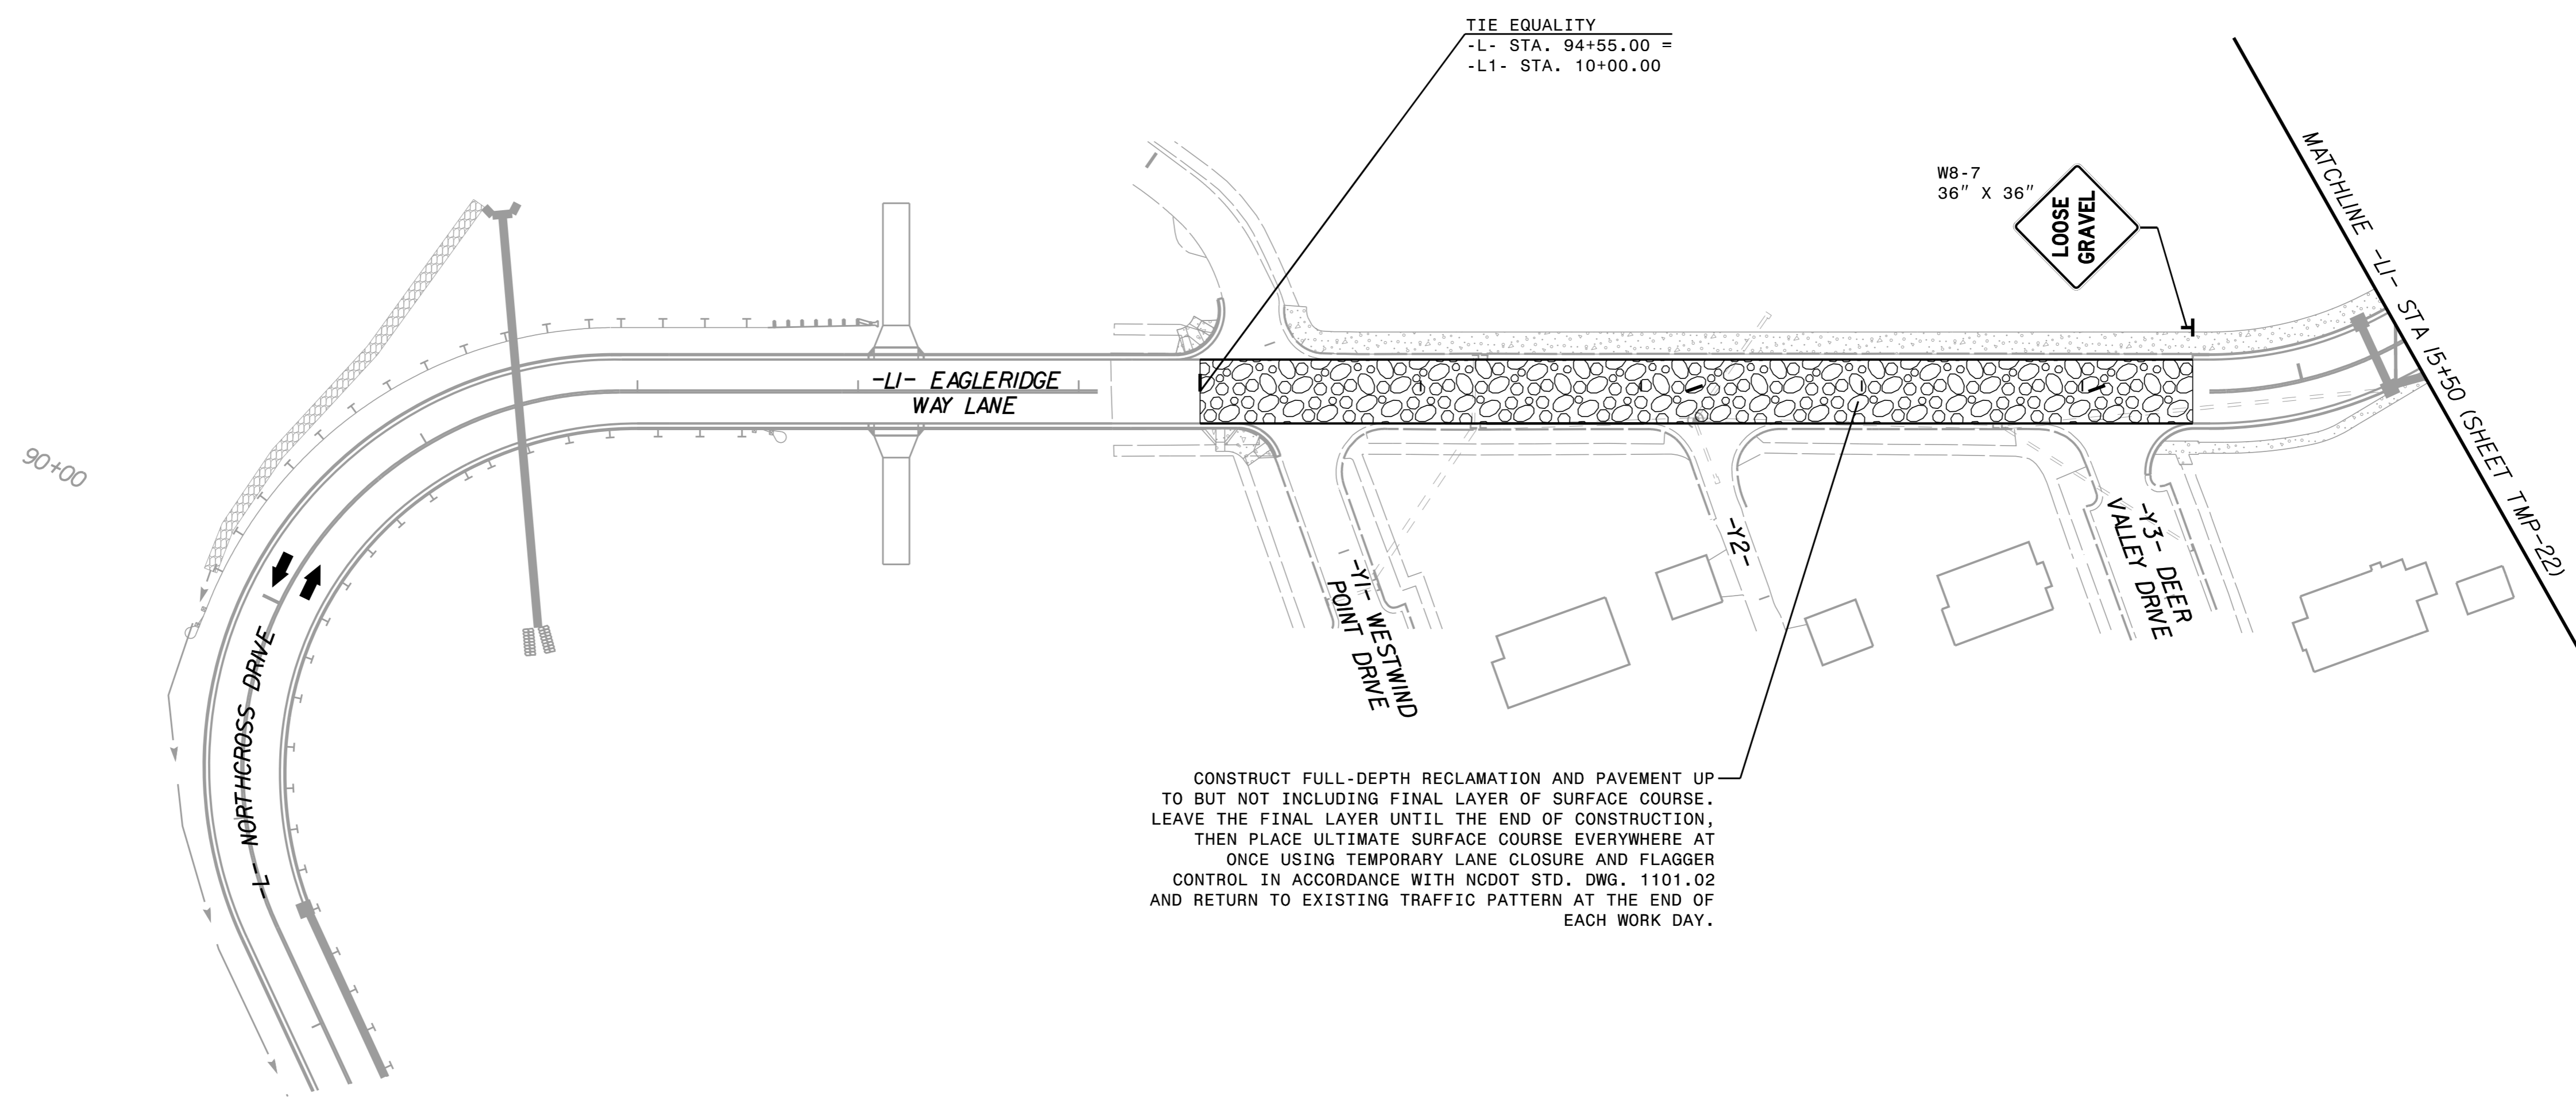 TIE EQUALITY
-L- STA. 94+55.00 =
-L1- STA. 10+00.00
W8-7
36" X 36"
LOOSE
GRAVEL
MATCHLINE -L1- STA 15+50 (SHEET TMP-22)
-L1- EAGLERIDGE
WAY LANE
90+00
-L- NORTHCROSS DRIVE
-Y1- WESTWIND
POINT DRIVE
-Y2-
-Y3- DEER
VALLEY DRIVE
CONSTRUCT FULL-DEPTH RECLAMATION AND PAVEMENT UP
TO BUT NOT INCLUDING FINAL LAYER OF SURFACE COURSE.
LEAVE THE FINAL LAYER UNTIL THE END OF CONSTRUCTION,
THEN PLACE ULTIMATE SURFACE COURSE EVERYWHERE AT
ONCE USING TEMPORARY LANE CLOSURE AND FLAGGER
CONTROL IN ACCORDANCE WITH NCDOT STD. DWG. 1101.02
AND RETURN TO EXISTING TRAFFIC PATTERN AT THE END OF
EACH WORK DAY.